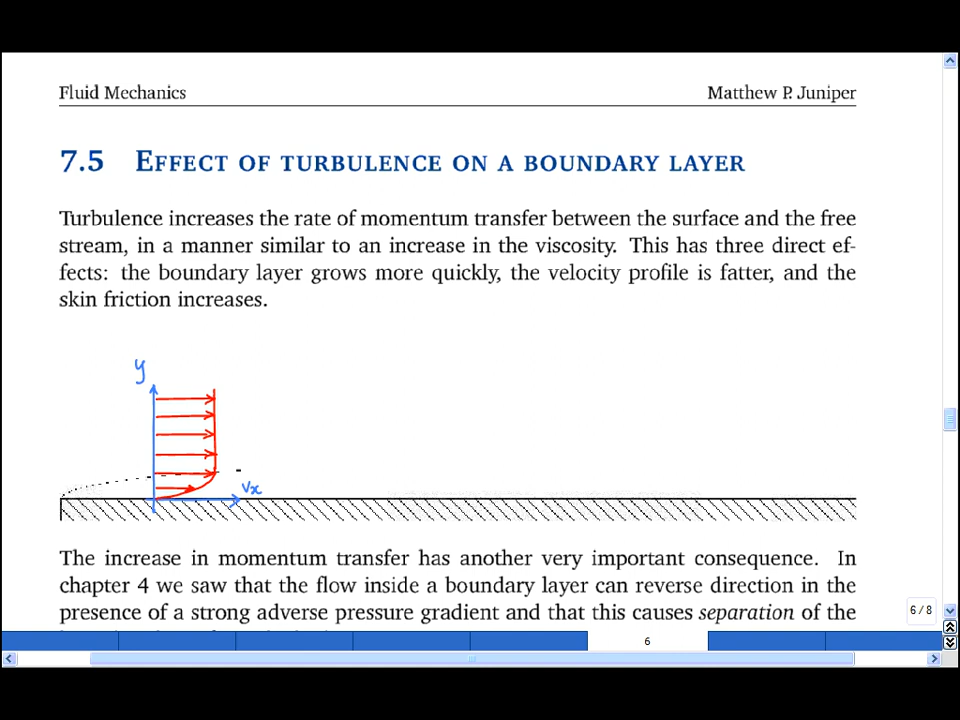 Fluid Mechanics Matthew P. Juniper
7.5 EFFECT OF TURBULENCE ON A BOUNDARY LAYER
Turbulence increases the rate of momentum transfer between the surface and the free
stream, in a manner similar to an increase in the viscosity. This has three direct ef-
fects: the boundary layer grows more quickly, the velocity profile is fatter, and the
skin friction increases.
y
vx
The increase in momentum transfer has another very important consequence. In
chapter 4 we saw that the flow inside a boundary layer can reverse direction in the
presence of a strong adverse pressure gradient and that this causes separation of the
6 / 8
6